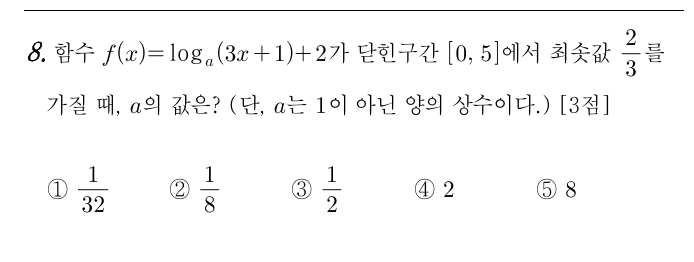 8. 함수 f(x)=logₐ(3x+1)+2가 닫힌구간 [0, 5]에서 최솟값 2/3를
가질 때, a의 값은? (단, a는 1이 아닌 양의 상수이다.) [3점]
① 1/32 ② 1/8 ③ 1/2 ④ 2 ⑤ 8